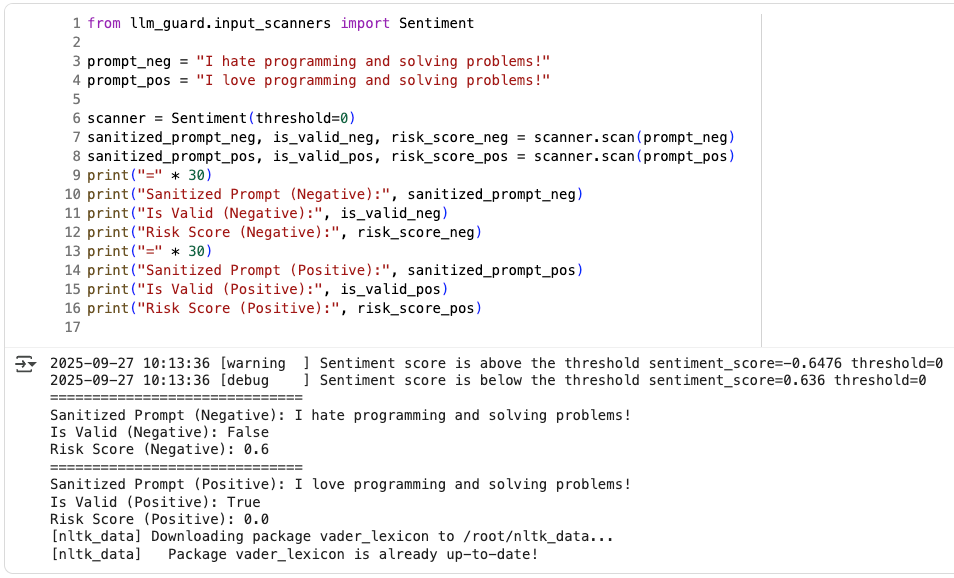 1 from llm_guard.input_scanners import Sentiment
2
3 prompt_neg = "I hate programming and solving problems!"
4 prompt_pos = "I love programming and solving problems!"
5
6 scanner = Sentiment(threshold=0)
7 sanitized_prompt_neg, is_valid_neg, risk_score_neg = scanner.scan(prompt_neg)
8 sanitized_prompt_pos, is_valid_pos, risk_score_pos = scanner.scan(prompt_pos)
9 print("=" * 30)
10 print("Sanitized Prompt (Negative):", sanitized_prompt_neg)
11 print("Is Valid (Negative):", is_valid_neg)
12 print("Risk Score (Negative):", risk_score_neg)
13 print("=" * 30)
14 print("Sanitized Prompt (Positive):", sanitized_prompt_pos)
15 print("Is Valid (Positive):", is_valid_pos)
16 print("Risk Score (Positive):", risk_score_pos)
17
2025-09-27 10:13:36 [warning  ] Sentiment score is above the threshold sentiment_score=-0.6476 threshold=0
2025-09-27 10:13:36 [debug    ] Sentiment score is below the threshold sentiment_score=0.636 threshold=0
==============================
Sanitized Prompt (Negative): I hate programming and solving problems!
Is Valid (Negative): False
Risk Score (Negative): 0.6
==============================
Sanitized Prompt (Positive): I love programming and solving problems!
Is Valid (Positive): True
Risk Score (Positive): 0.0
[nltk_data] Downloading package vader_lexicon to /root/nltk_data...
[nltk_data]   Package vader_lexicon is already up-to-date!